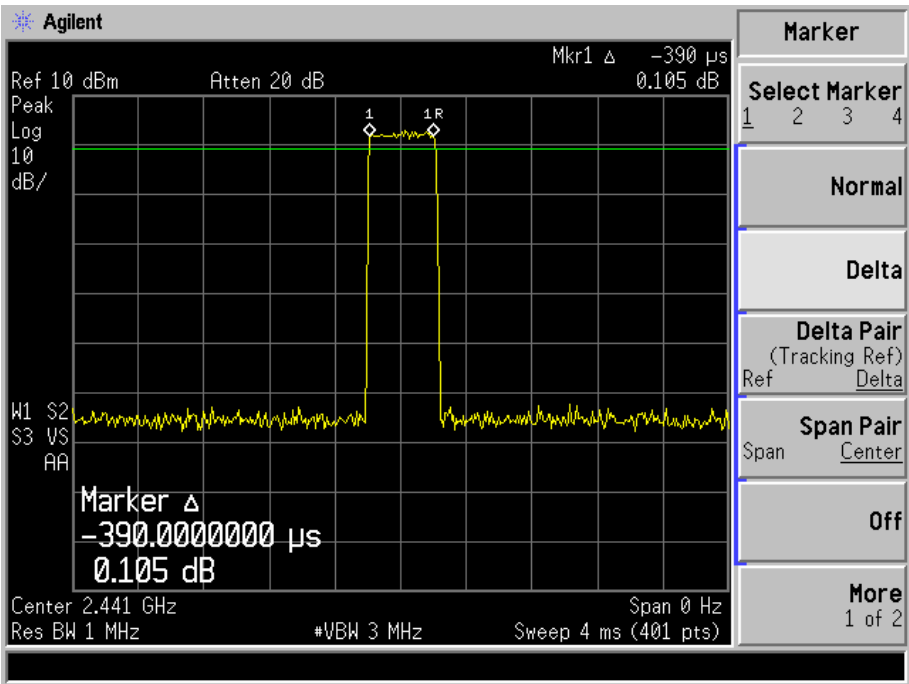 Agilent
Marker
Mkr1 Δ -390 µs
Ref 10 dBm Atten 20 dB 0.105 dB
Peak
Log
10
dB/
1 1R
W1 S2
S3 VS
AA
Marker Δ
-390.0000000 µs
0.105 dB
Center 2.441 GHz Span 0 Hz
Res BW 1 MHz #VBW 3 MHz Sweep 4 ms (401 pts)
Select Marker
1 2 3 4
Normal
Delta
Delta Pair
(Tracking Ref)
Ref Delta
Span Pair
Span Center
Off
More
1 of 2